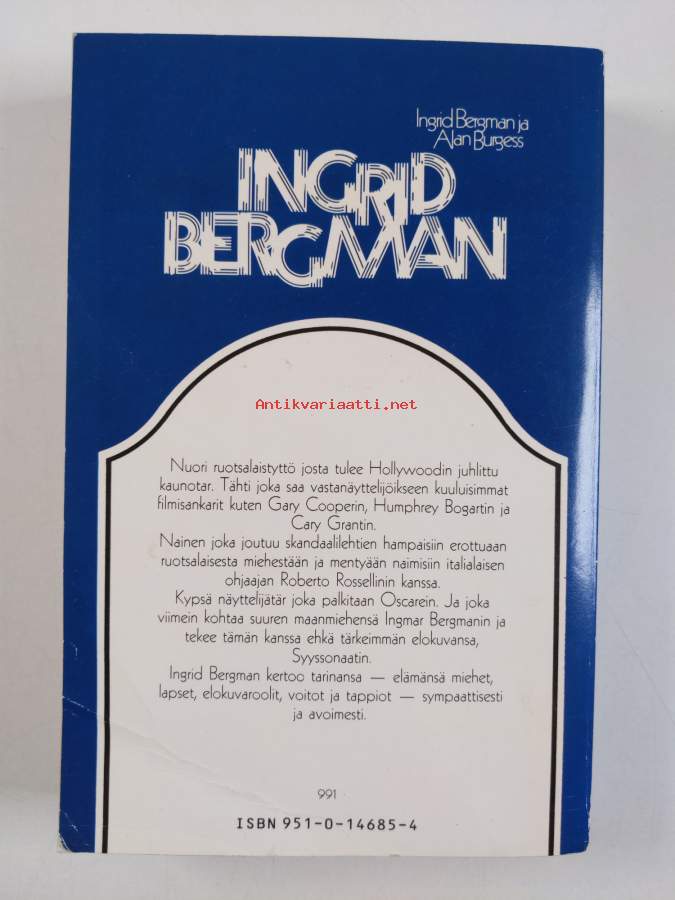 Ingrid Bergman ja
Alan Burgess
INGRID
BERGMAN
Antikvariaatti.net
Nuori ruotsalaistyttö josta tulee Hollywoodin juhlittu
kaunotar. Tähti joka saa vastanäyttelijöikseen kuuluisimmat
filmisankarit kuten Gary Cooperin, Humphrey Bogartin ja
Cary Grantin.
Nainen joka joutuu skandaalilehtien hampaisiin erottuaan
ruotsalaisesta miehestään ja mentyään naimisiin italialaisen
ohjaajan Roberto Rossellinin kanssa.
Kypsä näyttelijätär joka palkitaan Oscarein. Ja joka
viimein kohtaa suuren maanmiehensä Ingmar Bergmanin ja
tekee tämän kanssa ehkä tärkeimmän elokuvansa,
Syyssonaatin.
Ingrid Bergman kertoo tarinansa — elämänsä miehet,
lapset, elokuvaroolit, voitot ja tappiot — sympaattisesti
ja avoimesti.
991
ISBN 951-0-14685-4